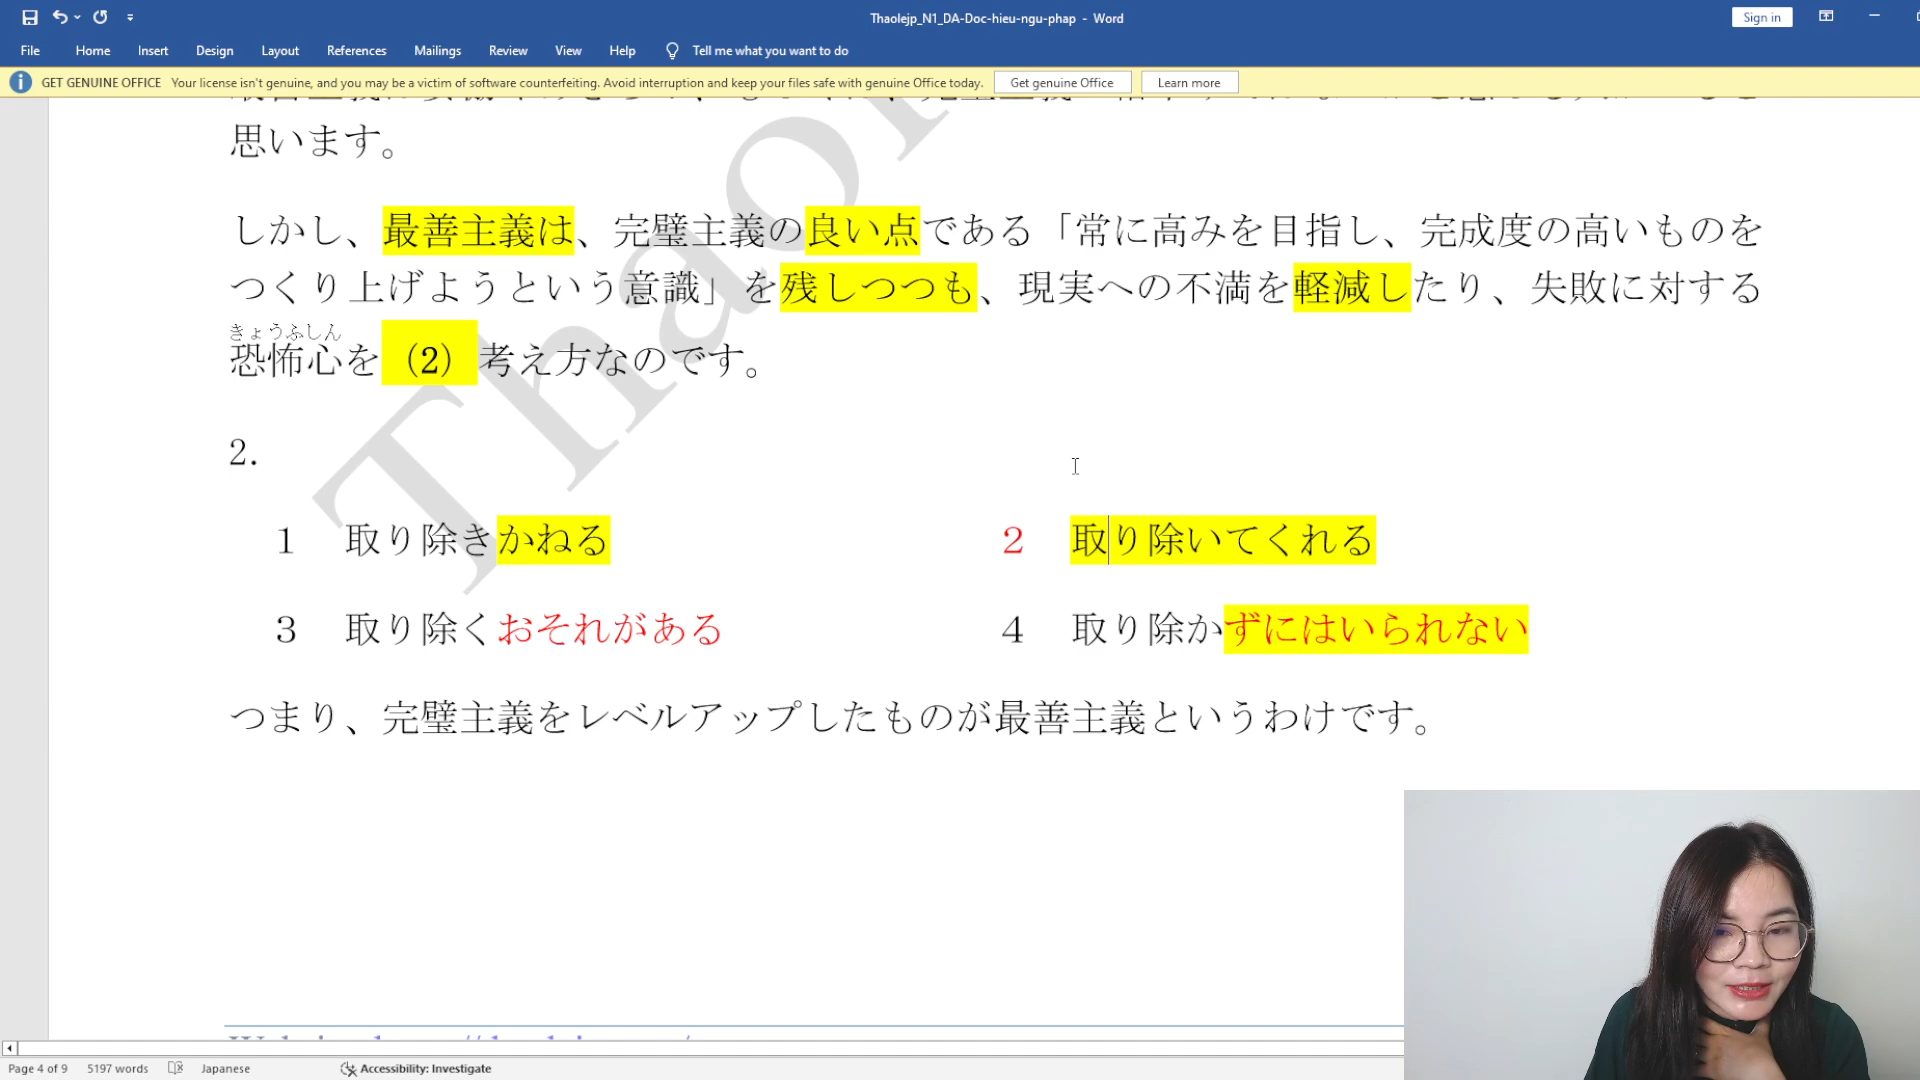 Thaolejp_N1_DA-Doc-hieu-ngu-phap - Word
Sign in
File Home Insert Design Layout References Mailings Review View Help Tell me what you want to do
GET GENUINE OFFICE Your license isn't genuine, and you may be a victim of software counterfeiting. Avoid interruption and keep your files safe with genuine Office today. Get genuine Office Learn more
思います。
しかし、最善主義は、完璧主義の良い点である「常に高みを目指し、完成度の高いものを
つくり上げようという意識」を残しつつも、現実への不満を軽減したり、失敗に対する
きょうふしん
恐怖心を（2）考え方なのです。
2.
1 取り除きかねる
2 取り除いてくれる
3 取り除くおそれがある
4 取り除かずにはいられない
つまり、完璧主義をレベルアップしたものが最善主義というわけです。
Page 4 of 9 5197 words Japanese Accessibility: Investigate